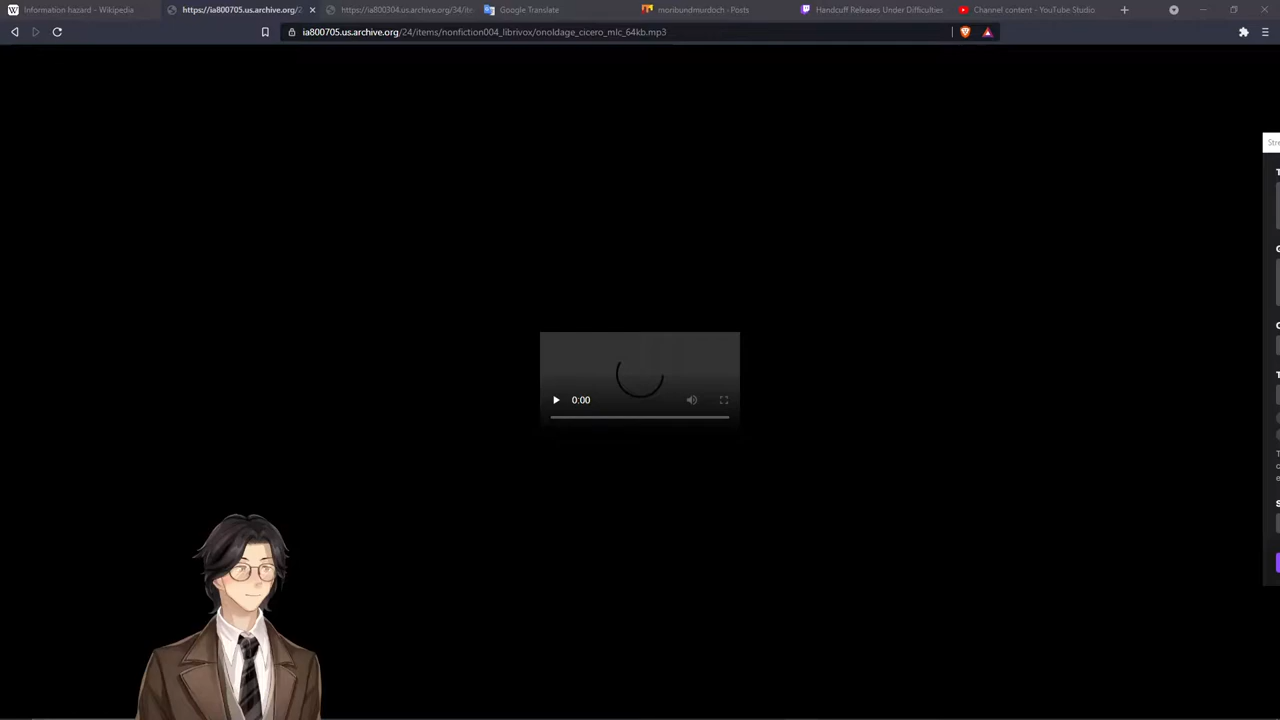 Information hazard - Wikipedia
https://ia800705.us.archive.org/2
https://ia800304.us.archive.org/34/ite
Google Translate
moribundmurdoch - Posts
Handcuff Releases Under Difficulties
Channel content - YouTube Studio
ia800705.us.archive.org/24/items/nonfiction004_librivox/onoldage_cicero_mlc_64kb.mp3
Stre
0:00